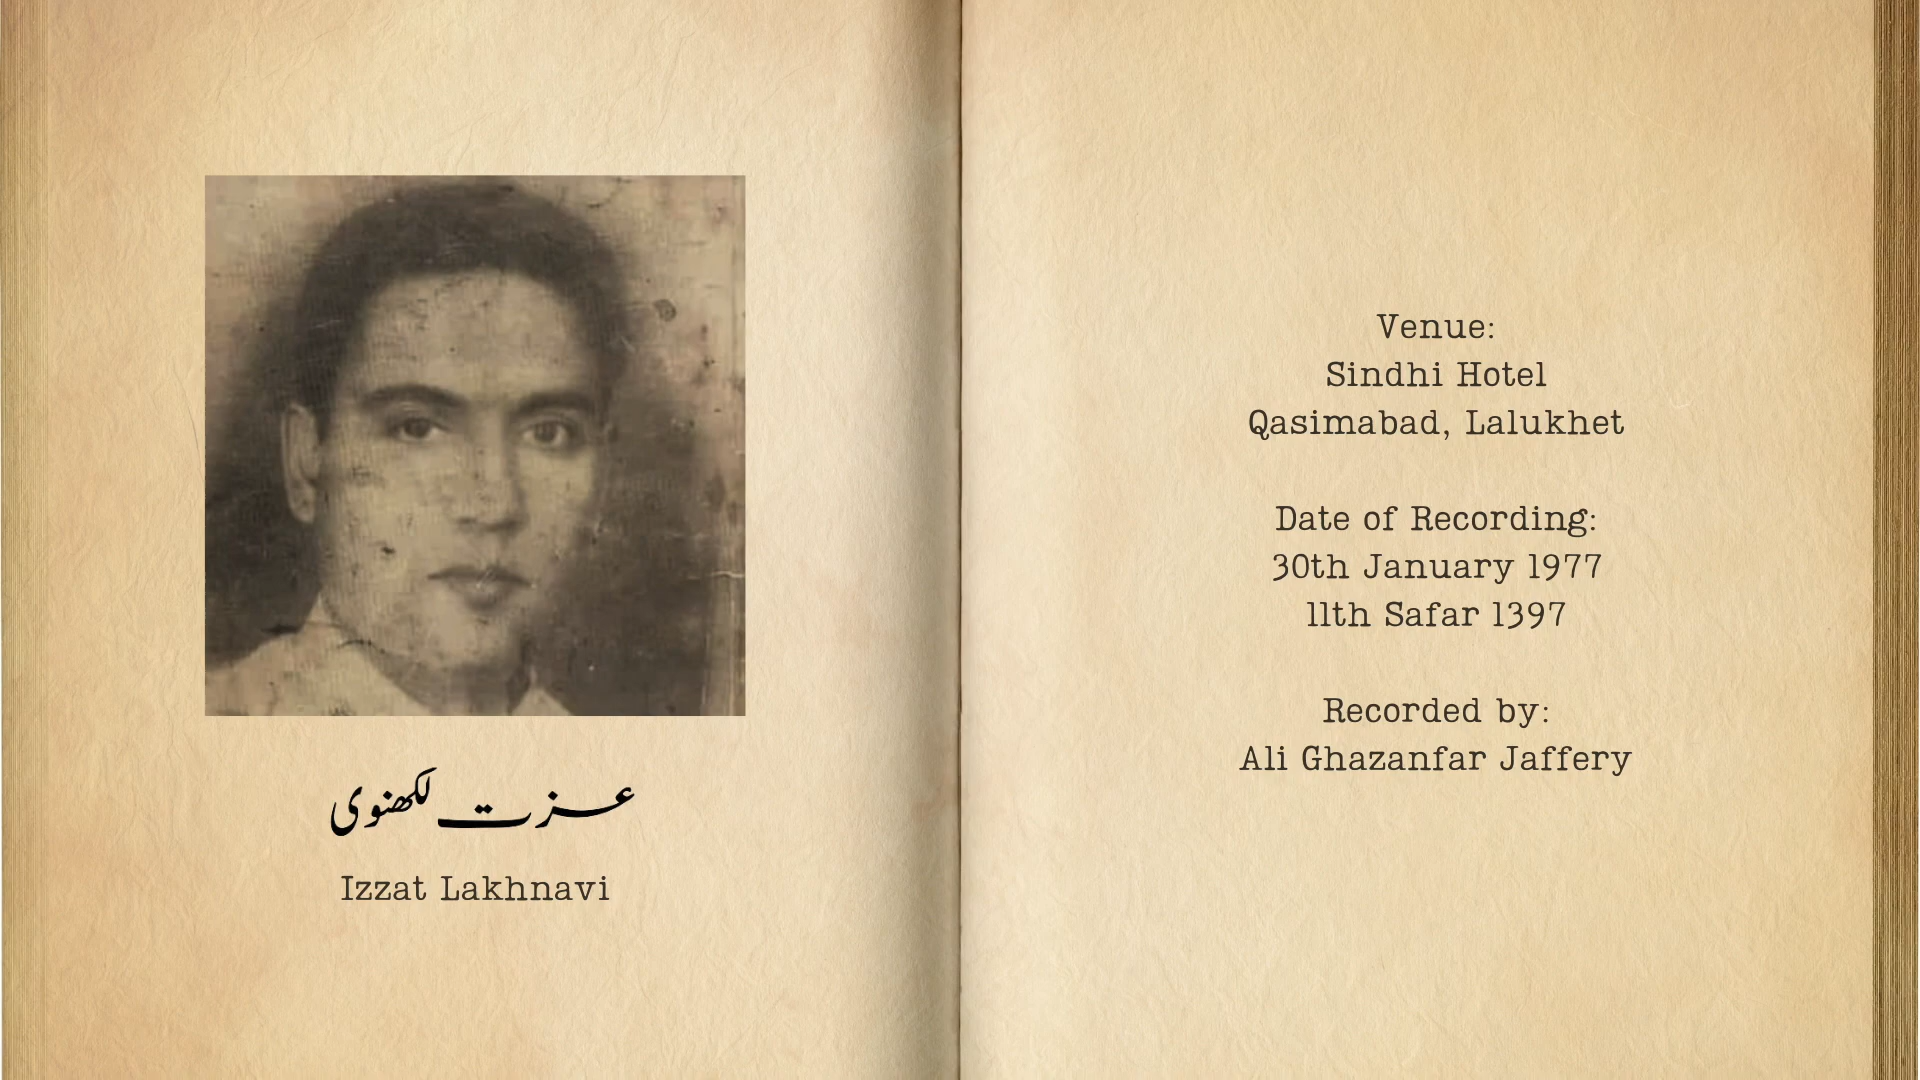 عزت لکھنوی
Izzat Lakhnavi
Venue:
Sindhi Hotel
Qasimabad, Lalukhet
Date of Recording:
30th January 1977
11th Safar 1397
Recorded by:
Ali Ghazanfar Jaffery